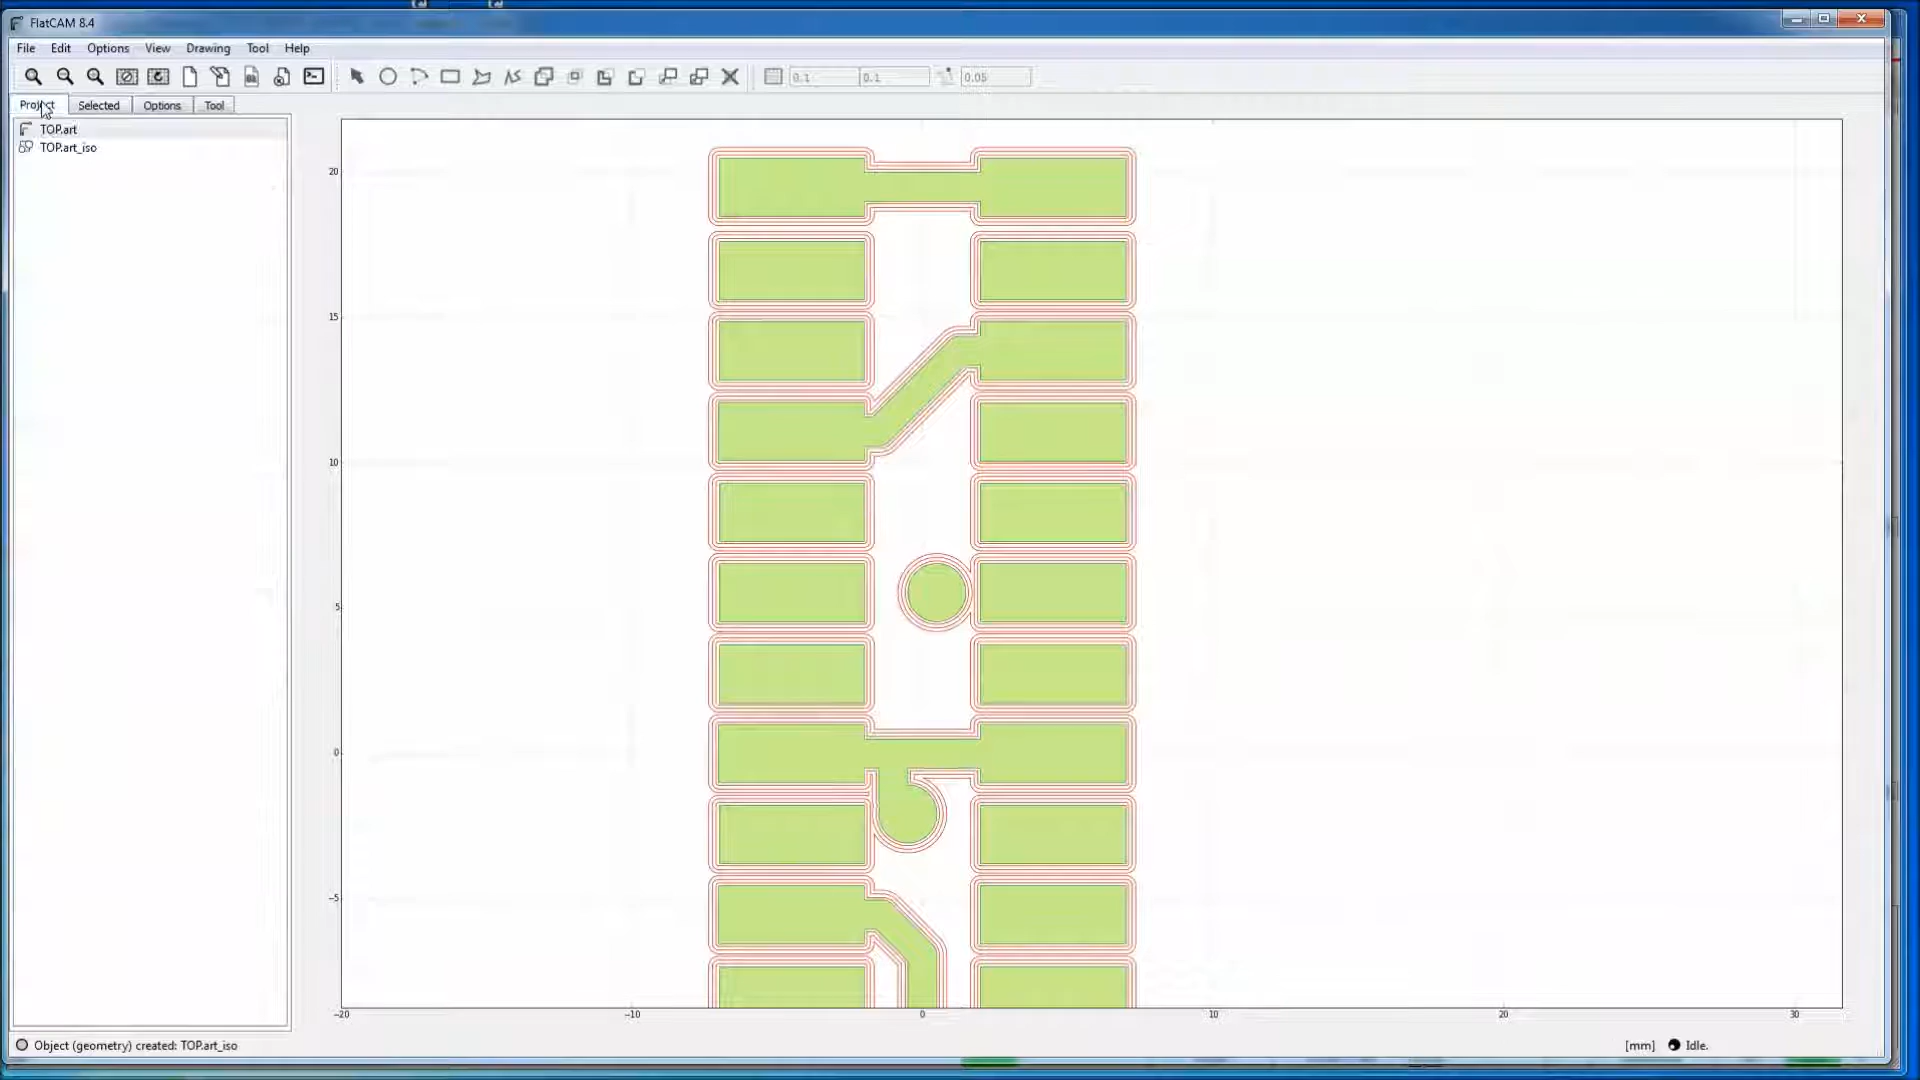 FlatCAM 8.4
File Edit Options View Drawing Tool Help
0.1 0.1 0.05
Project Selected Options Tool
TOP.art
TOP.art_iso
20
15
10
5
0
−5
−20 −10 0 10 20 30
Object (geometry) created: TOP.art_iso
[mm] Idle.